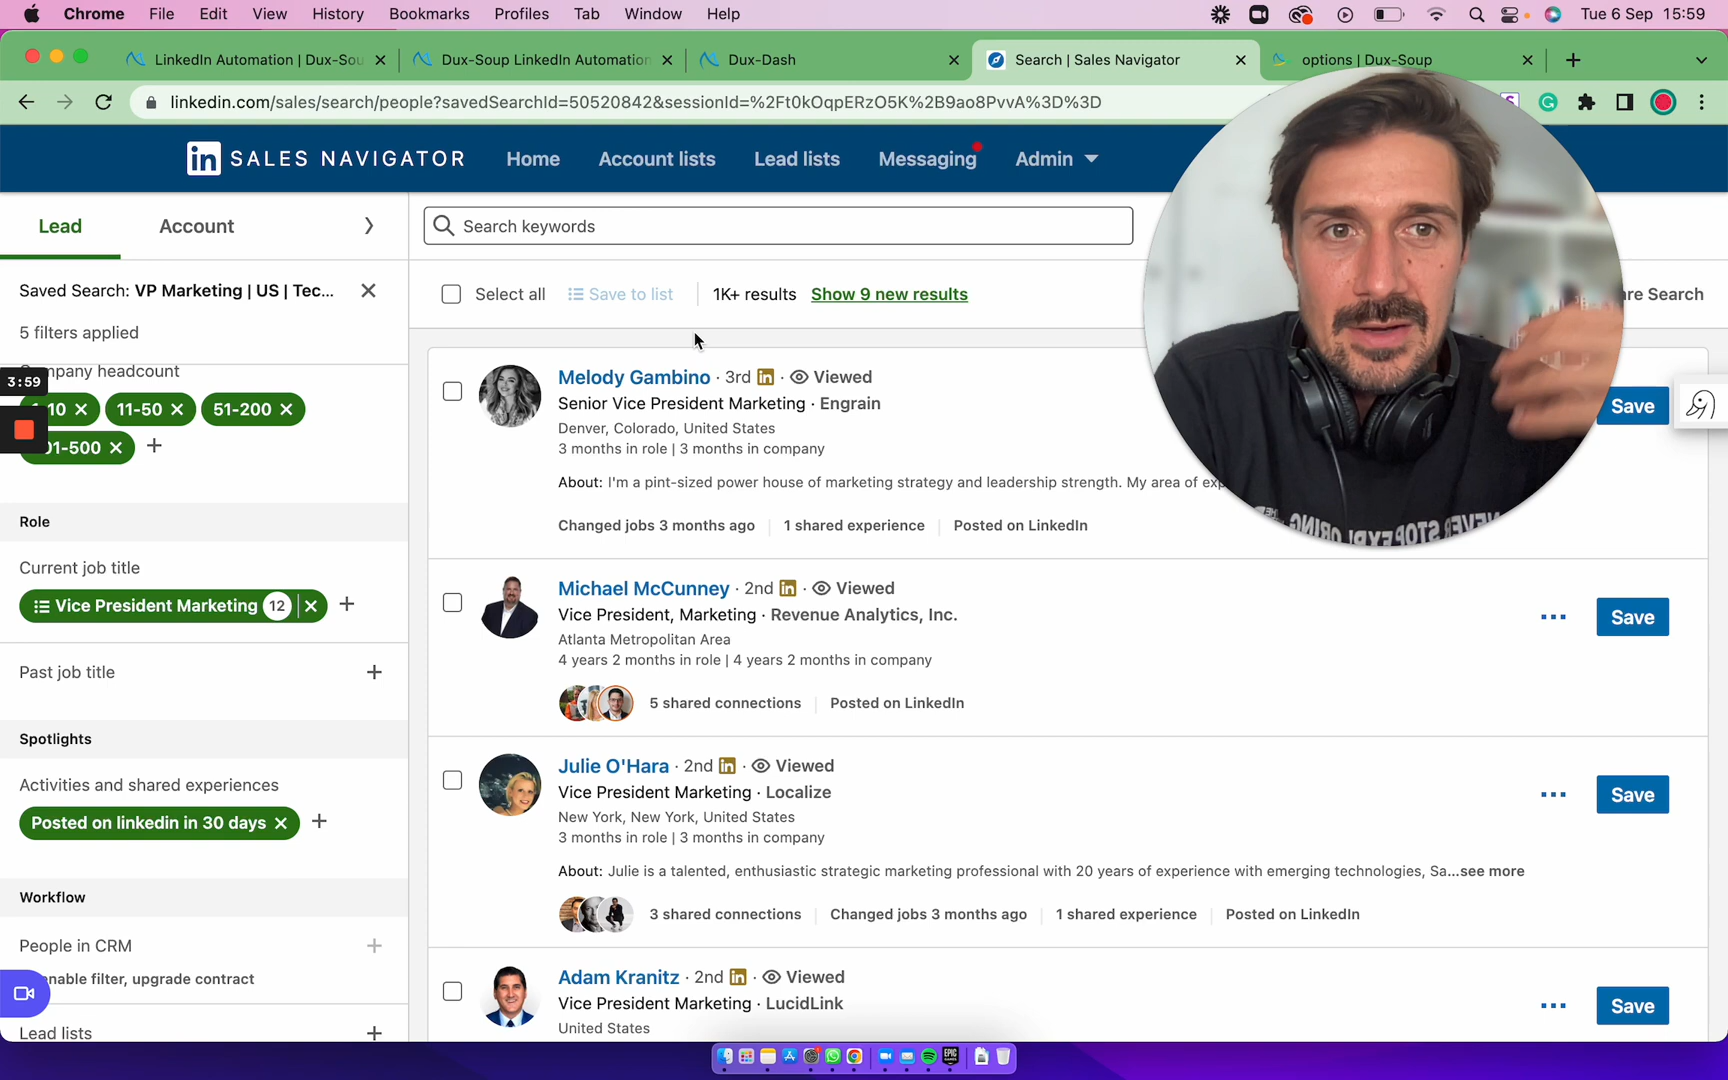 Chrome File Edit View History Bookmarks Profiles Tab Window Help Tue 6 Sep 15:59
LinkedIn Automation | Dux-Sou Dux-Soup LinkedIn Automation Dux-Dash Search | Sales Navigator options | Dux-Soup
linkedin.com/sales/search/people?savedSearchId=50520842&sessionId=%2Ft0kOqpERzO5K%2B9ao8PvvA%3D%3D
in SALES NAVIGATOR Home Account lists Lead lists Messaging Admin
Lead Account
Search keywords
Saved Search: VP Marketing | US | Tec...
5 filters applied
Select all Save to list 1K+ results Show 9 new results re Search
mpany headcount
3:59
10 11-50 51-200
01-500
Role
Current job title
Vice President Marketing 12
Past job title
Spotlights
Activities and shared experiences
Posted on linkedin in 30 days
Workflow
People in CRM
enable filter, upgrade contract
Lead lists
Melody Gambino · 3rd in · Viewed
Senior Vice President Marketing · Engrain
Denver, Colorado, United States
3 months in role | 3 months in company
About: I'm a pint-sized power house of marketing strategy and leadership strength. My area of exp
Changed jobs 3 months ago 1 shared experience Posted on LinkedIn
Save
NEVER STOP EXPLORING
Michael McCunney · 2nd in · Viewed
Vice President, Marketing · Revenue Analytics, Inc.
Atlanta Metropolitan Area
4 years 2 months in role | 4 years 2 months in company
5 shared connections Posted on LinkedIn
... Save
Julie O'Hara · 2nd in · Viewed
Vice President Marketing · Localize
New York, New York, United States
3 months in role | 3 months in company
About: Julie is a talented, enthusiastic strategic marketing professional with 20 years of experience with emerging technologies, Sa...see more
3 shared connections Changed jobs 3 months ago 1 shared experience Posted on LinkedIn
... Save
Adam Kranitz · 2nd in · Viewed
Vice President Marketing · LucidLink
United States
... Save
EPIC